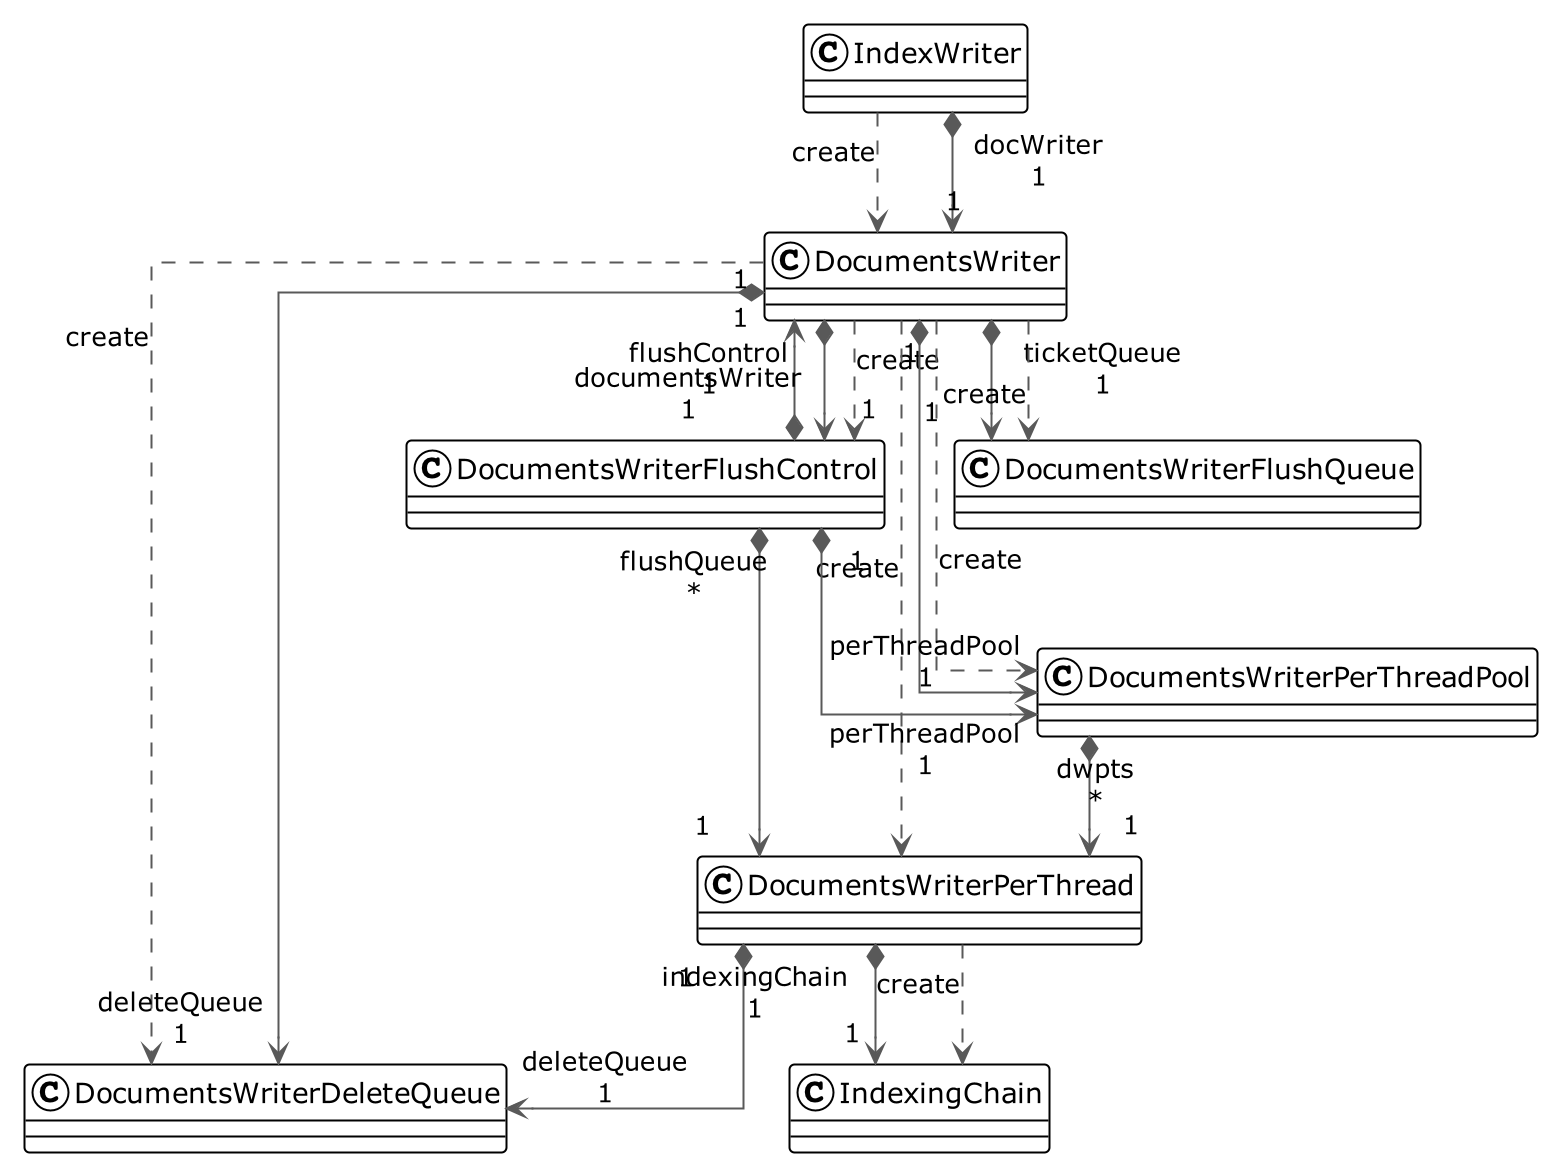 C IndexWriter
create
docWriter
1
1
C DocumentsWriter
1
1
create
flushControl
1
documentsWriter
1
create
1
1
1
create
ticketQueue
1
C DocumentsWriterFlushControl
C DocumentsWriterFlushQueue
flushQueue
*
create
1
create
perThreadPool
1
C DocumentsWriterPerThreadPool
perThreadPool
1
dwpts
*
1
1
C DocumentsWriterPerThread
1
indexingChain
1
create
1
deleteQueue
1
deleteQueue
1
C DocumentsWriterDeleteQueue
C IndexingChain